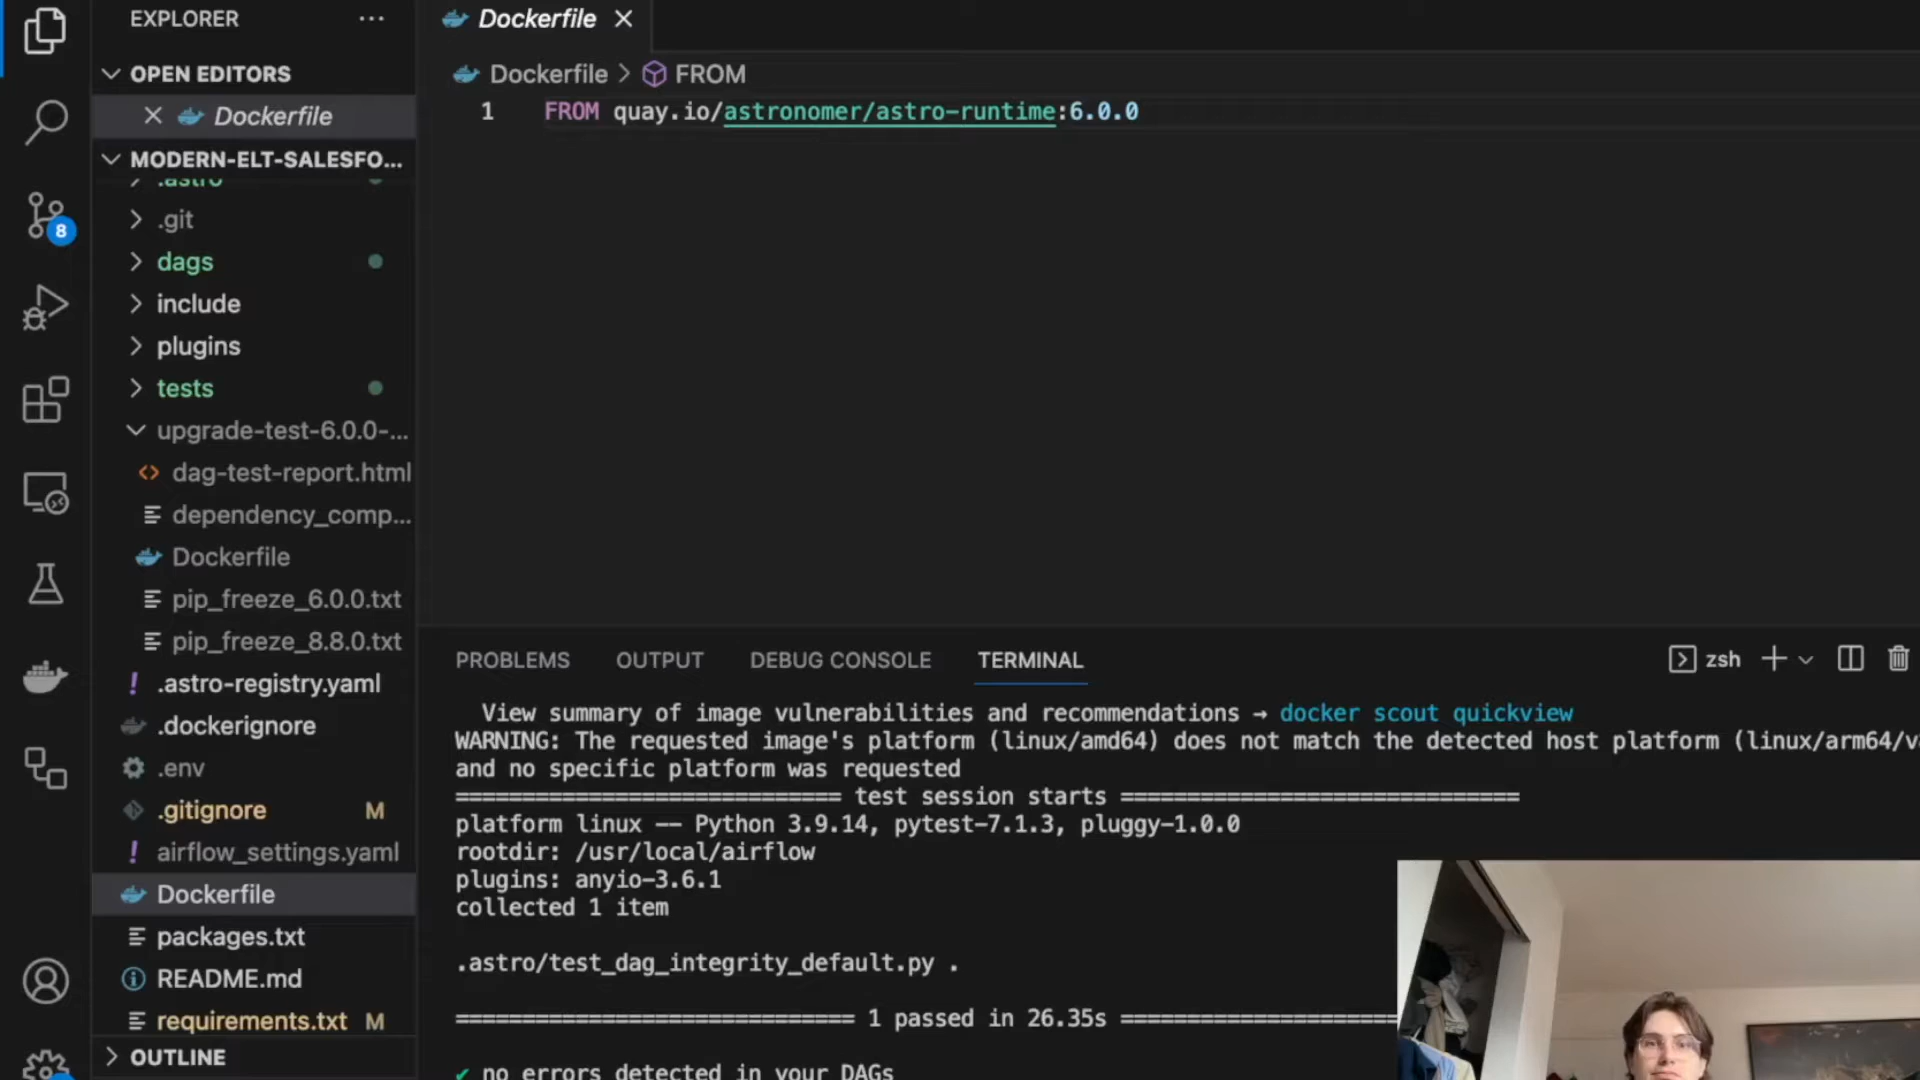 EXPLORER
OPEN EDITORS
Dockerfile
MODERN-ELT-SALESFO...
.astro
.git
dags
include
plugins
tests
upgrade-test-6.0.0-...
dag-test-report.html
dependency_comp...
Dockerfile
pip_freeze_6.0.0.txt
pip_freeze_8.8.0.txt
.astro-registry.yaml
.dockerignore
.env
.gitignore M
airflow_settings.yaml
Dockerfile
packages.txt
README.md
requirements.txt M
OUTLINE
8
Dockerfile
Dockerfile > FROM
1 FROM quay.io/astronomer/astro-runtime:6.0.0
PROBLEMS OUTPUT DEBUG CONSOLE TERMINAL zsh
View summary of image vulnerabilities and recommendations → docker scout quickview
WARNING: The requested image's platform (linux/amd64) does not match the detected host platform (linux/arm64/v
and no specific platform was requested
============================= test session starts ==============================
platform linux -- Python 3.9.14, pytest-7.1.3, pluggy-1.0.0
rootdir: /usr/local/airflow
plugins: anyio-3.6.1
collected 1 item
.astro/test_dag_integrity_default.py .
============================== 1 passed in 26.35s =====================
✔ no errors detected in your DAGs